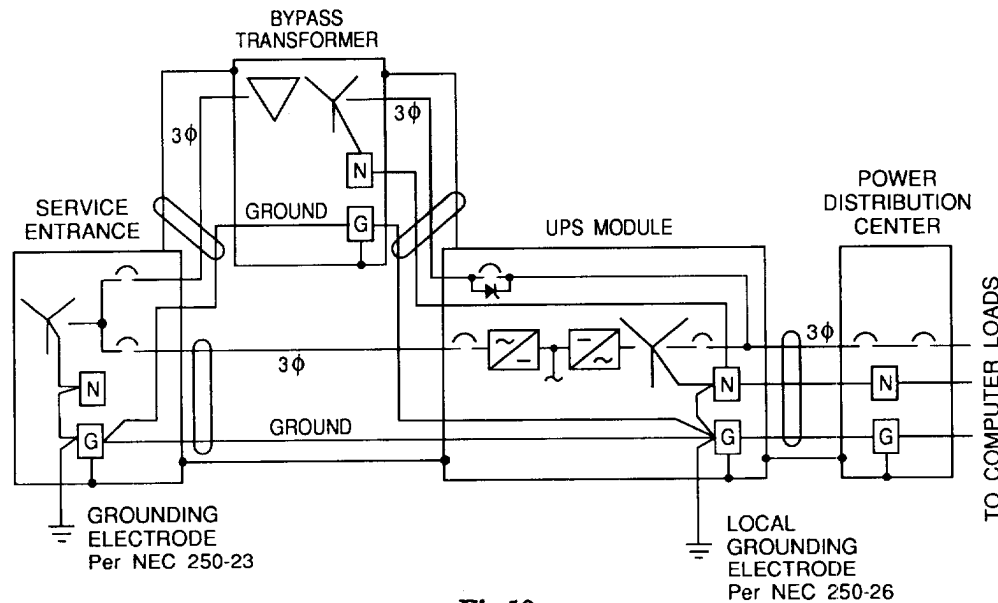 BYPASS
TRANSFORMER
3ϕ
3ϕ
N
SERVICE
ENTRANCE
GROUND
G
UPS MODULE
POWER
DISTRIBUTION
CENTER
3ϕ
3ϕ
N
N
N
G
GROUND
G
G
TO COMPUTER LOADS
GROUNDING
ELECTRODE
Per NEC 250-23
LOCAL
GROUNDING
ELECTRODE
Per NEC 250-26